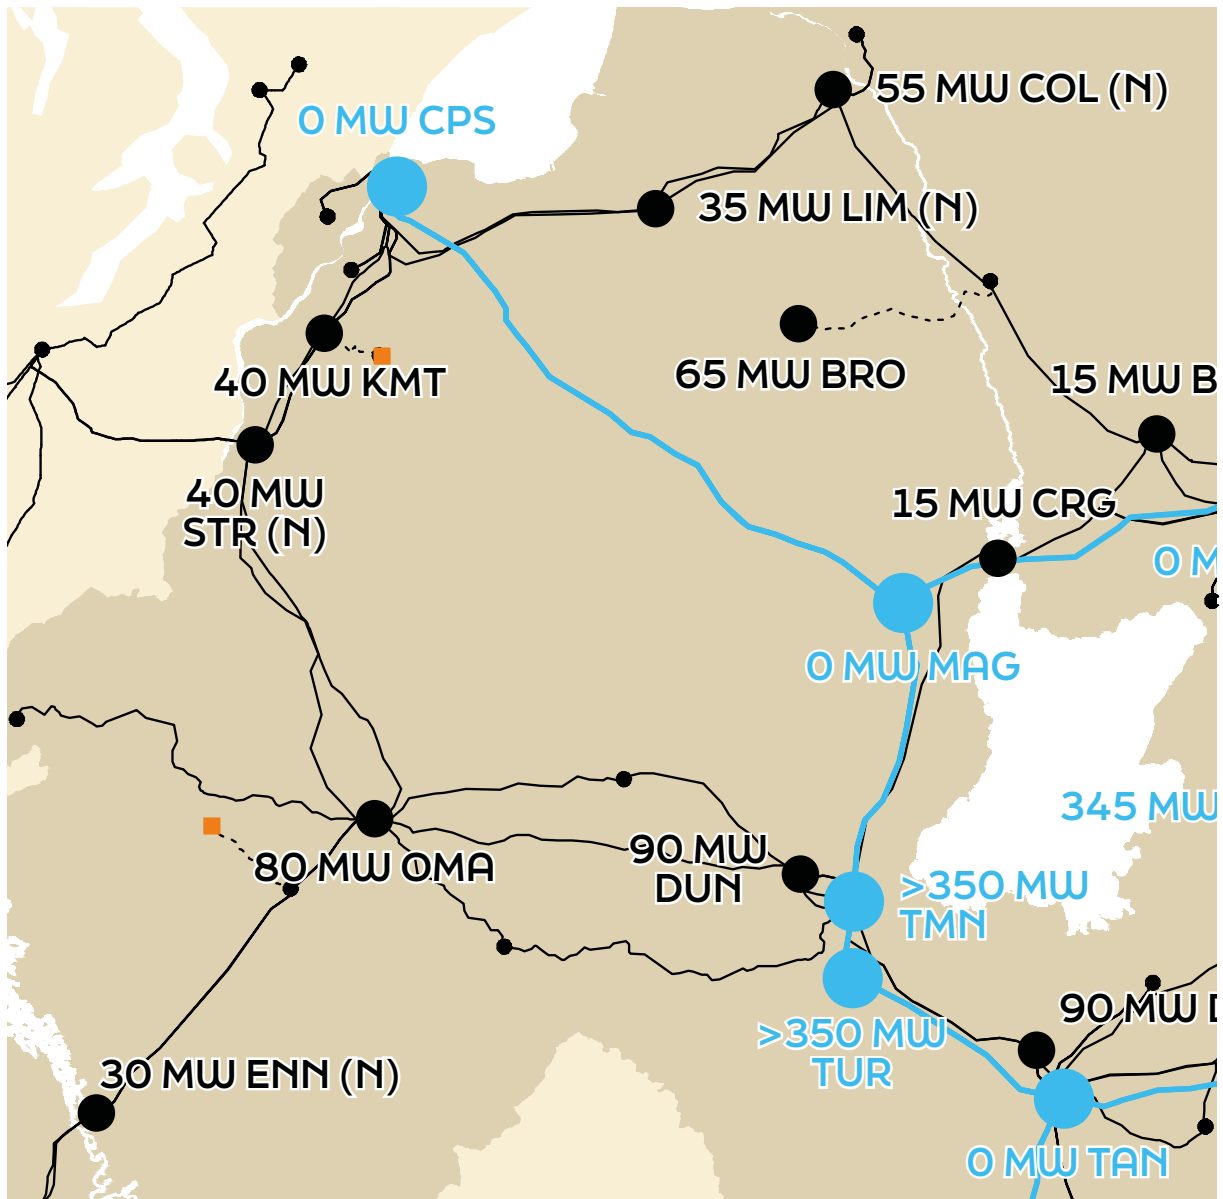 55 MW COL (N)
0 MW CPS
35 MW LIM (N)
65 MW BRO
40 MW KMT
15 MW B
40 MW
STR (N)
15 MW CRG
0 M
0 MW MAG
345 MW
90 MW
DUN
80 MW OMA
>350 MW
TMN
90 MW D
>350 MW
TUR
30 MW ENN (N)
0 MW TAN